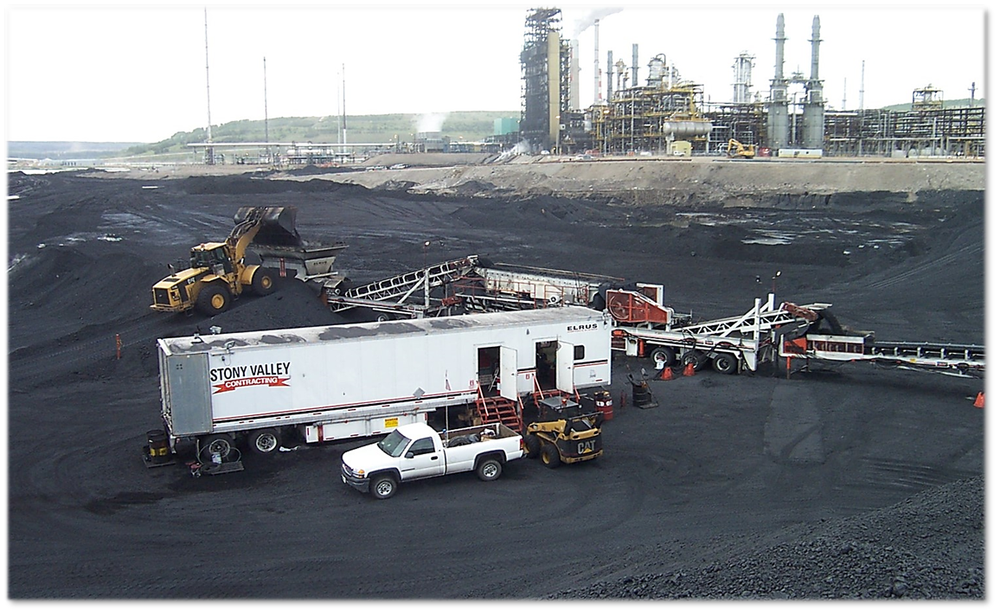 STONY VALLEY
CONTRACTING
ELRUS
CAT